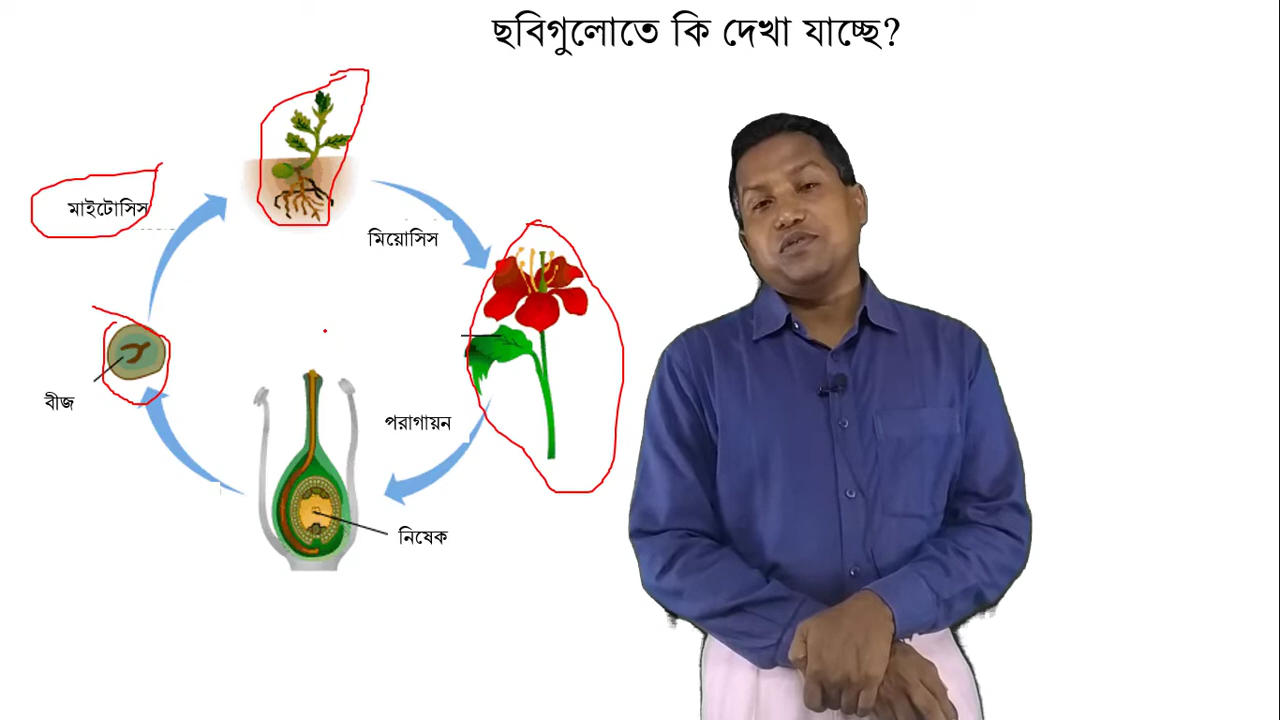 ছবিগুলোতে কি দেখা যাচ্ছে?
মাইটোসিস
মিয়োসিস
বীজ
পরাগায়ন
নিষেক